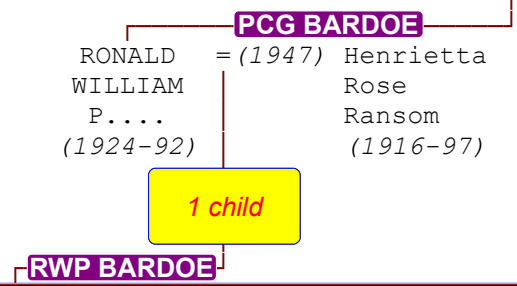 PCG BARDOE
RONALD =(1947) Henrietta
WILLIAM Rose
P.... Ransom
(1924-92) (1916-97)
1 child
RWP BARDOE